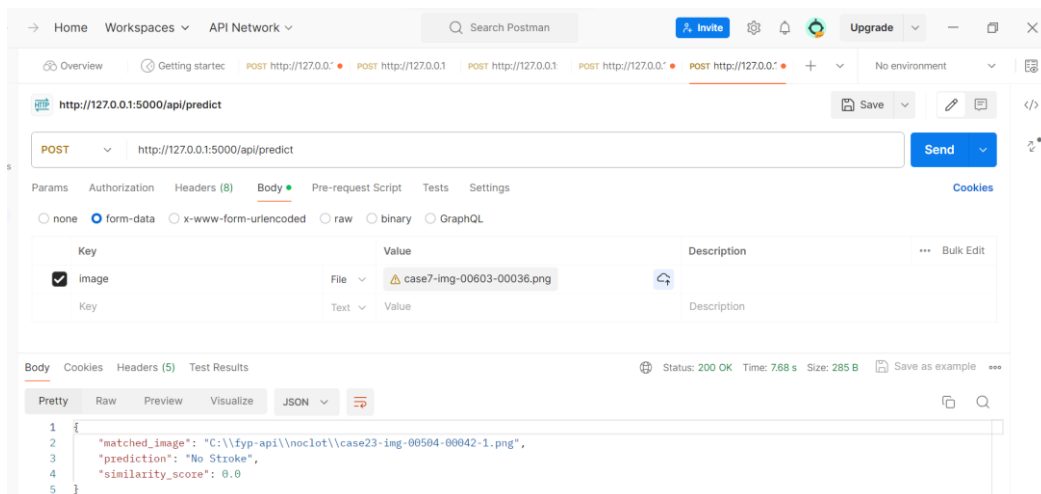 Home Workspaces API Network Search Postman Invite Upgrade
Overview Getting startec POST http://127.0.0.' POST http://127.0.0.1 POST http://127.0.0.1: POST http://127.0.0.' POST http://127.0.0.' No environment
HTTP http://127.0.0.1:5000/api/predict Save
POST http://127.0.0.1:5000/api/predict Send
s
Params Authorization Headers (8) Body Pre-request Script Tests Settings Cookies
none form-data x-www-form-urlencoded raw binary GraphQL
Key Value Description Bulk Edit
image File case7-img-00603-00036.png
Key Text Value Description
Body Cookies Headers (5) Test Results Status: 200 OK Time: 7.68 s Size: 285 B Save as example
Pretty Raw Preview Visualize JSON
1 {
2 "matched_image": "C:\\fyp-api\\noclot\\case23-img-00504-00042-1.png",
3 "prediction": "No Stroke",
4 "similarity_score": 0.0
5 }